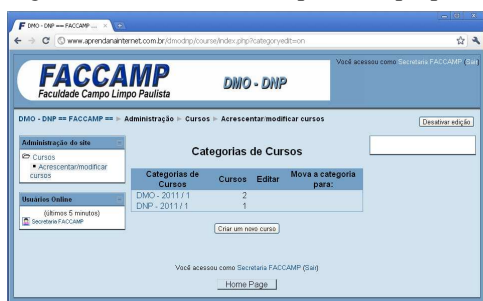 DMO - DNP == FACCAMP ...
www.aprendanainternet.com.br/dmodnp/course/index.php?categoryedit=on
Você acessou como Secretaria FACCAMP (Sair)
FACCAMP
Faculdade Campo Limpo Paulista
DMO - DNP
DMO - DNP == FACCAMP == ► Administração ► Cursos ► Acrescentar/modificar cursos
Desativar edição
Administração do site
Cursos
Acrescentar/modificar cursos
Usuários Online
(últimos 5 minutos)
Secretaria FACCAMP
Categorias de Cursos
Categorias de Cursos Cursos Editar Mova a categoria para:
DMO - 2011 / 1 2
DNP - 2011 / 1 1
Criar um novo curso
Você acessou como Secretaria FACCAMP (Sair)
Home Page